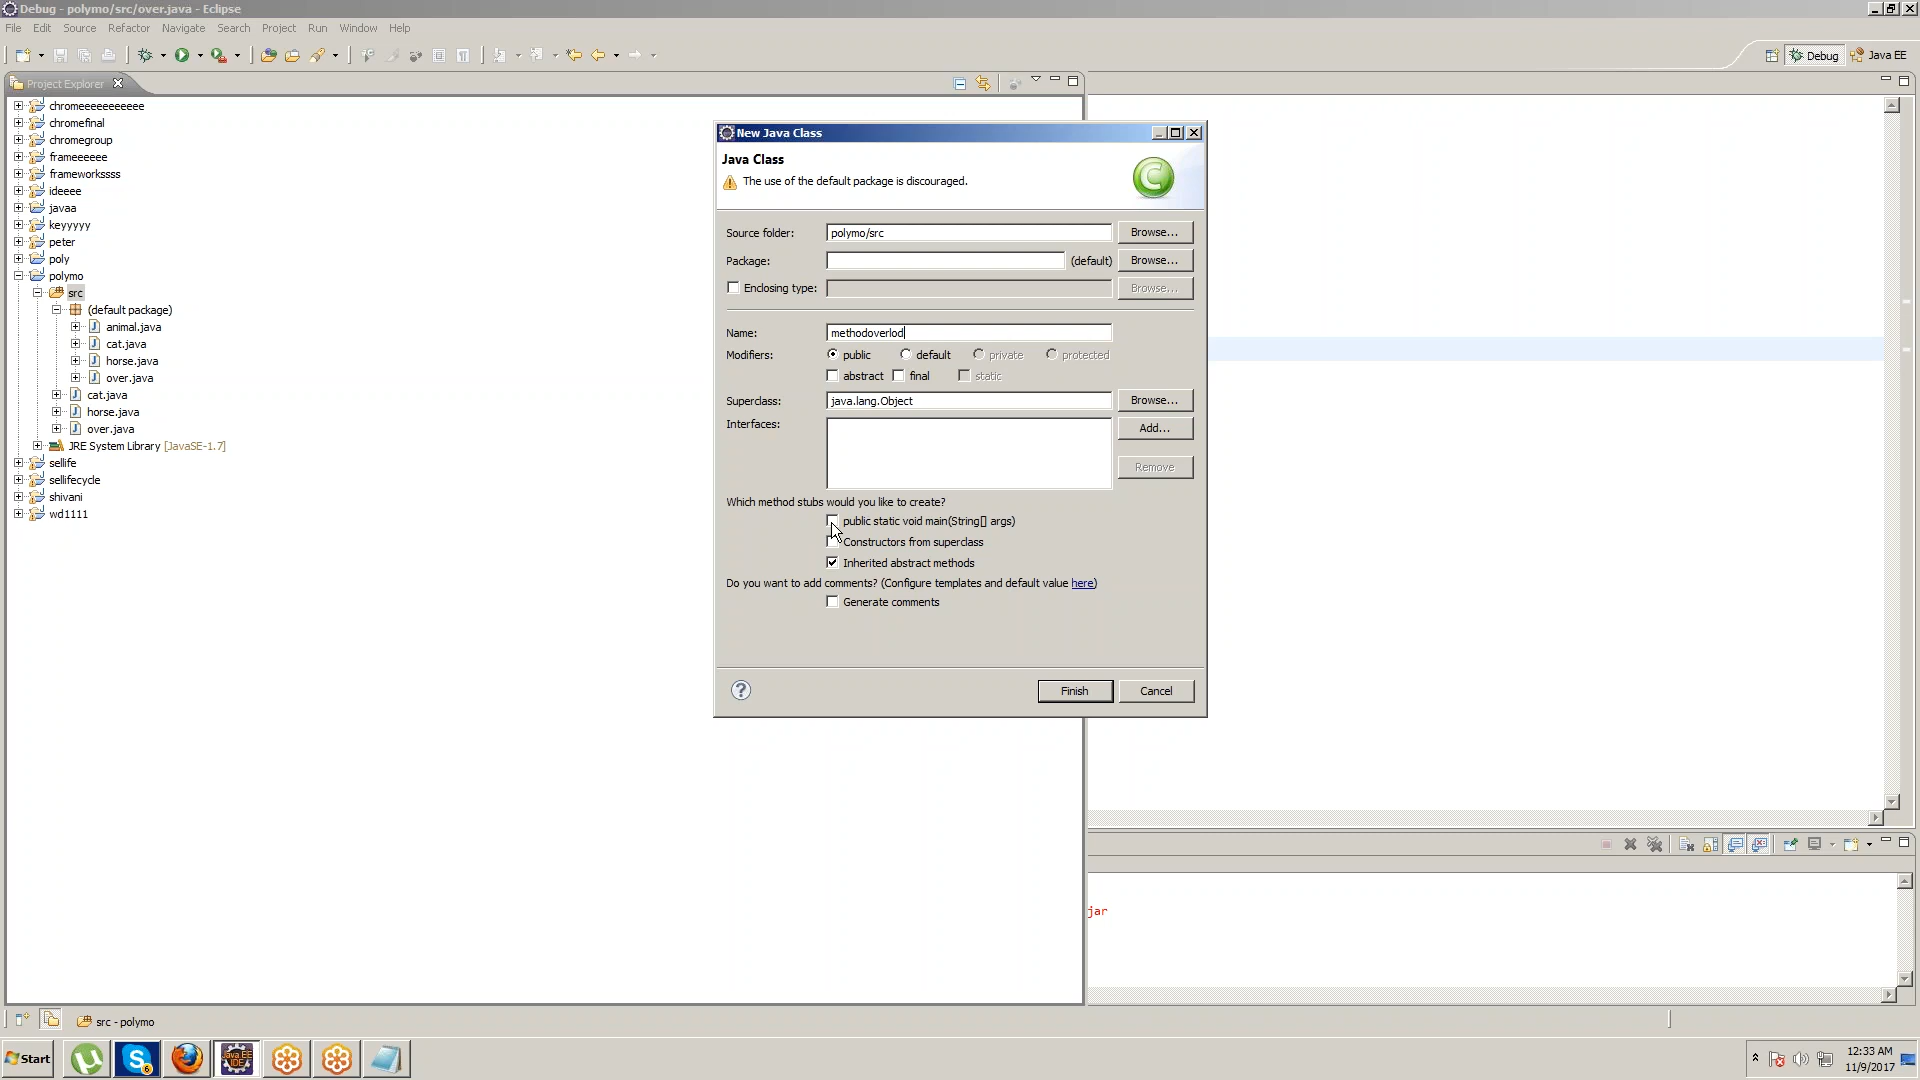 Debug - polymo/src/over.java - Eclipse
File Edit Source Refactor Navigate Search Project Run Window Help
Debug Java EE
Project Explorer
chromeeeeeeeeeee
chromefinal
chromegroup
frameeeeee
frameworkssss
ideeee
javaa
keyyyyy
peter
poly
polymo
src
(default package)
animal.java
cat.java
horse.java
over.java
cat.java
horse.java
over.java
JRE System Library [JavaSE-1.7]
sellife
sellifecycle
shivani
wd1111
New Java Class
Java Class
The use of the default package is discouraged.
Source folder: polymo/src Browse...
Package: (default) Browse...
Enclosing type: Browse...
Name: methodoverlod
Modifiers: public default private protected
abstract final static
Superclass: java.lang.Object Browse...
Interfaces: Add...
Remove
Which method stubs would you like to create?
public static void main(String[] args)
Constructors from superclass
Inherited abstract methods
Do you want to add comments? (Configure templates and default value here)
Generate comments
Finish Cancel
jar
src - polymo
Start
12:33 AM
11/9/2017